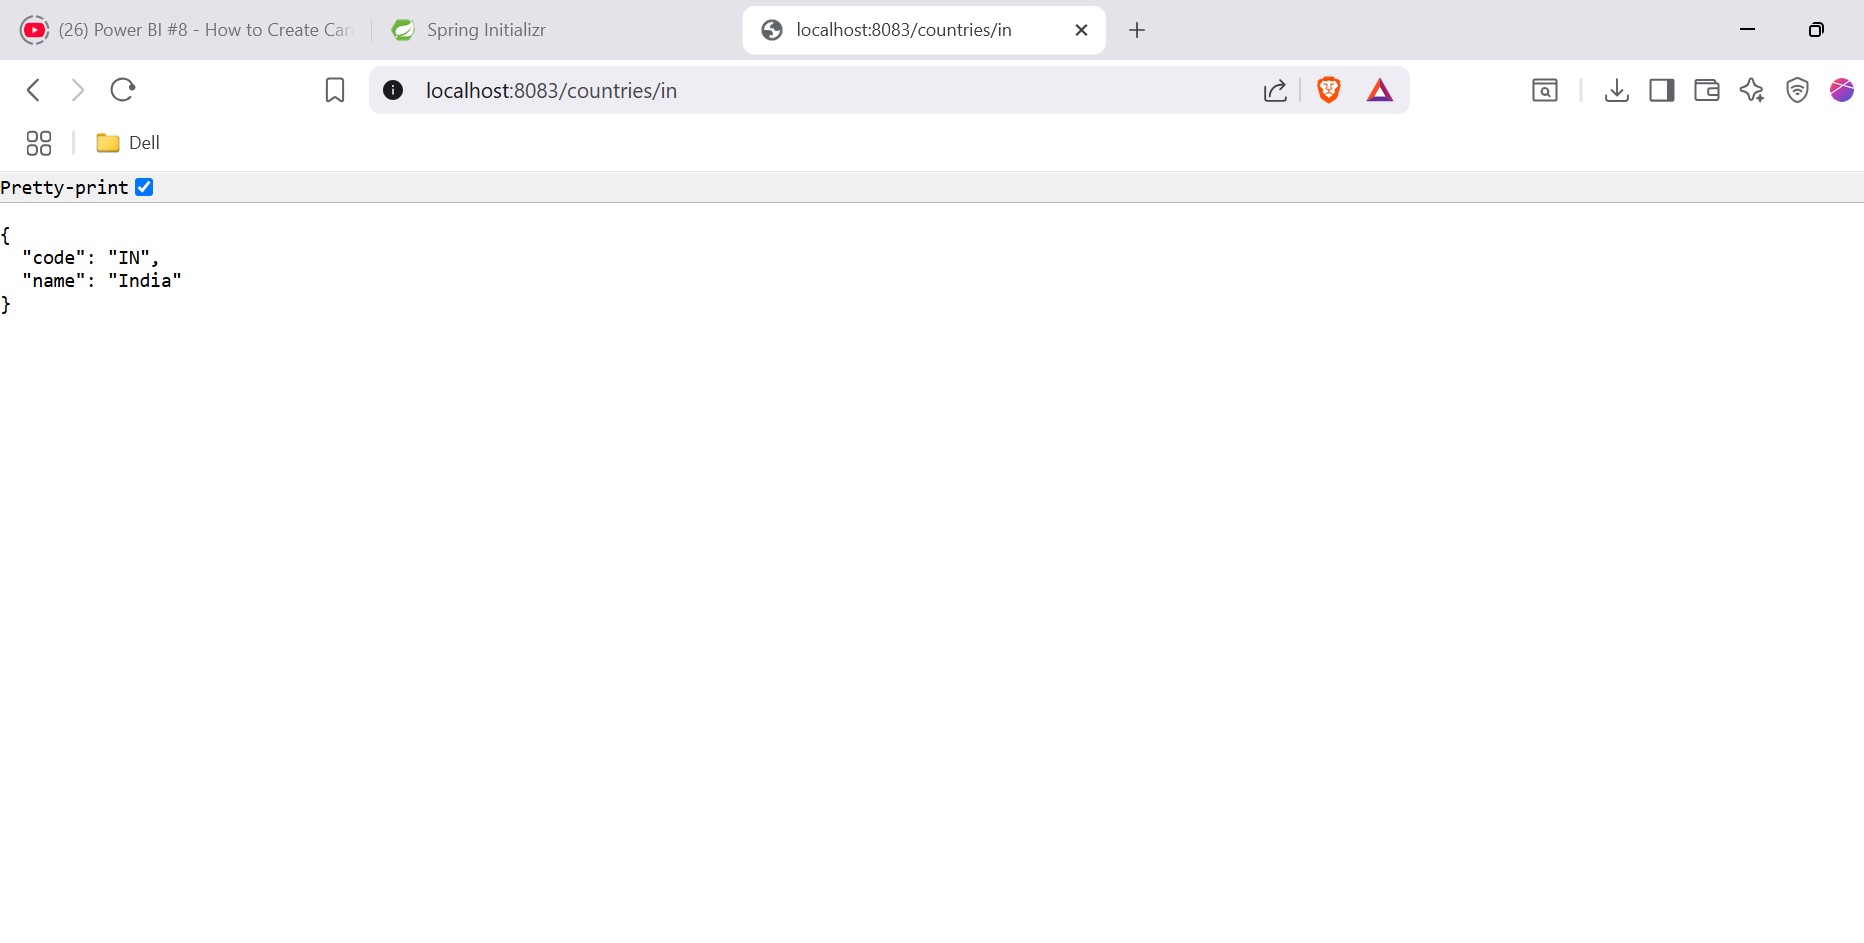 (26) Power BI #8 - How to Create Car
Spring Initializr
localhost:8083/countries/in
localhost:8083/countries/in
Dell
Pretty-print
{
  "code": "IN",
  "name": "India"
}